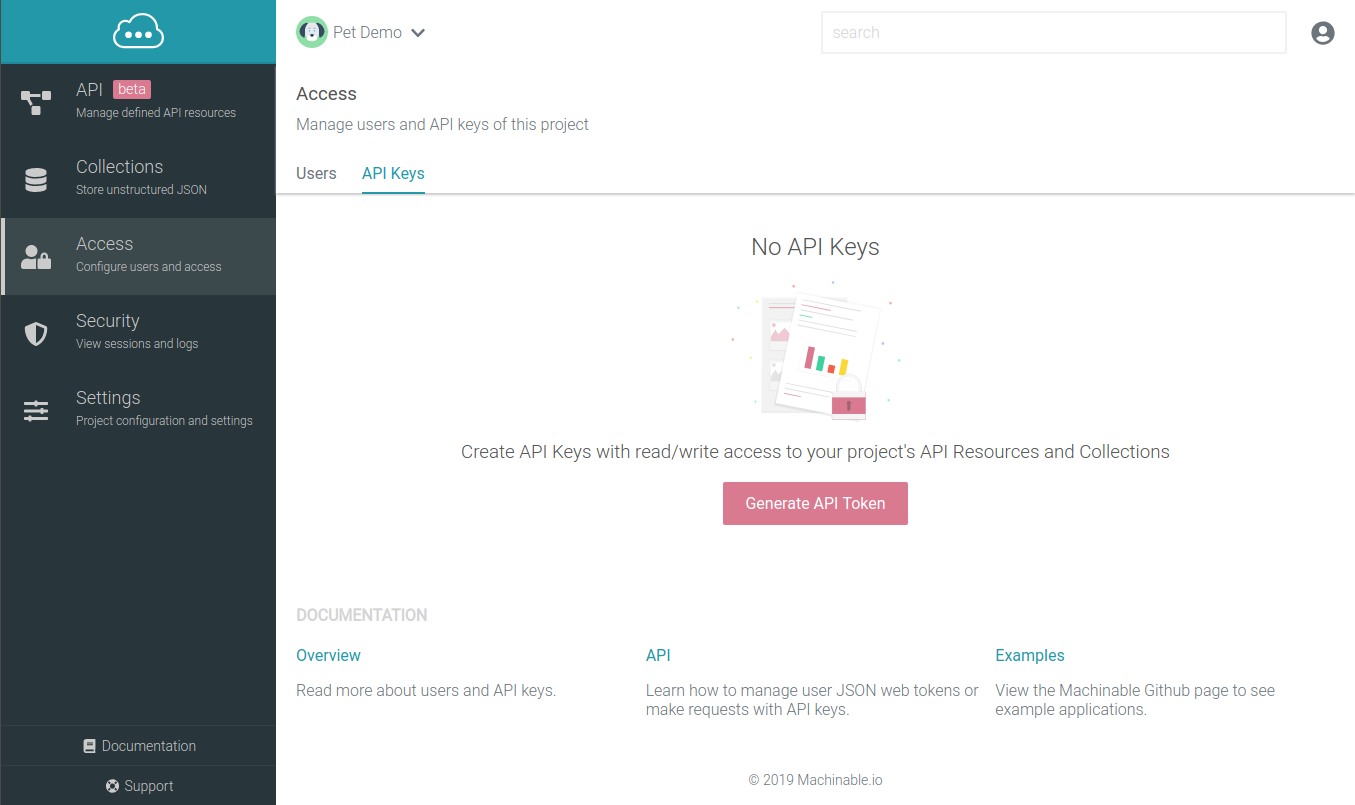 Pet Demo
search
API beta
Manage defined API resources
Collections
Store unstructured JSON
Access
Configure users and access
Security
View sessions and logs
Settings
Project configuration and settings
Documentation
Support
Access
Manage users and API keys of this project
Users API Keys
No API Keys
Create API Keys with read/write access to your project's API Resources and Collections
Generate API Token
DOCUMENTATION
Overview
Read more about users and API keys.
API
Learn how to manage user JSON web tokens or
make requests with API keys.
Examples
View the Machinable Github page to see
example applications.
© 2019 Machinable.io